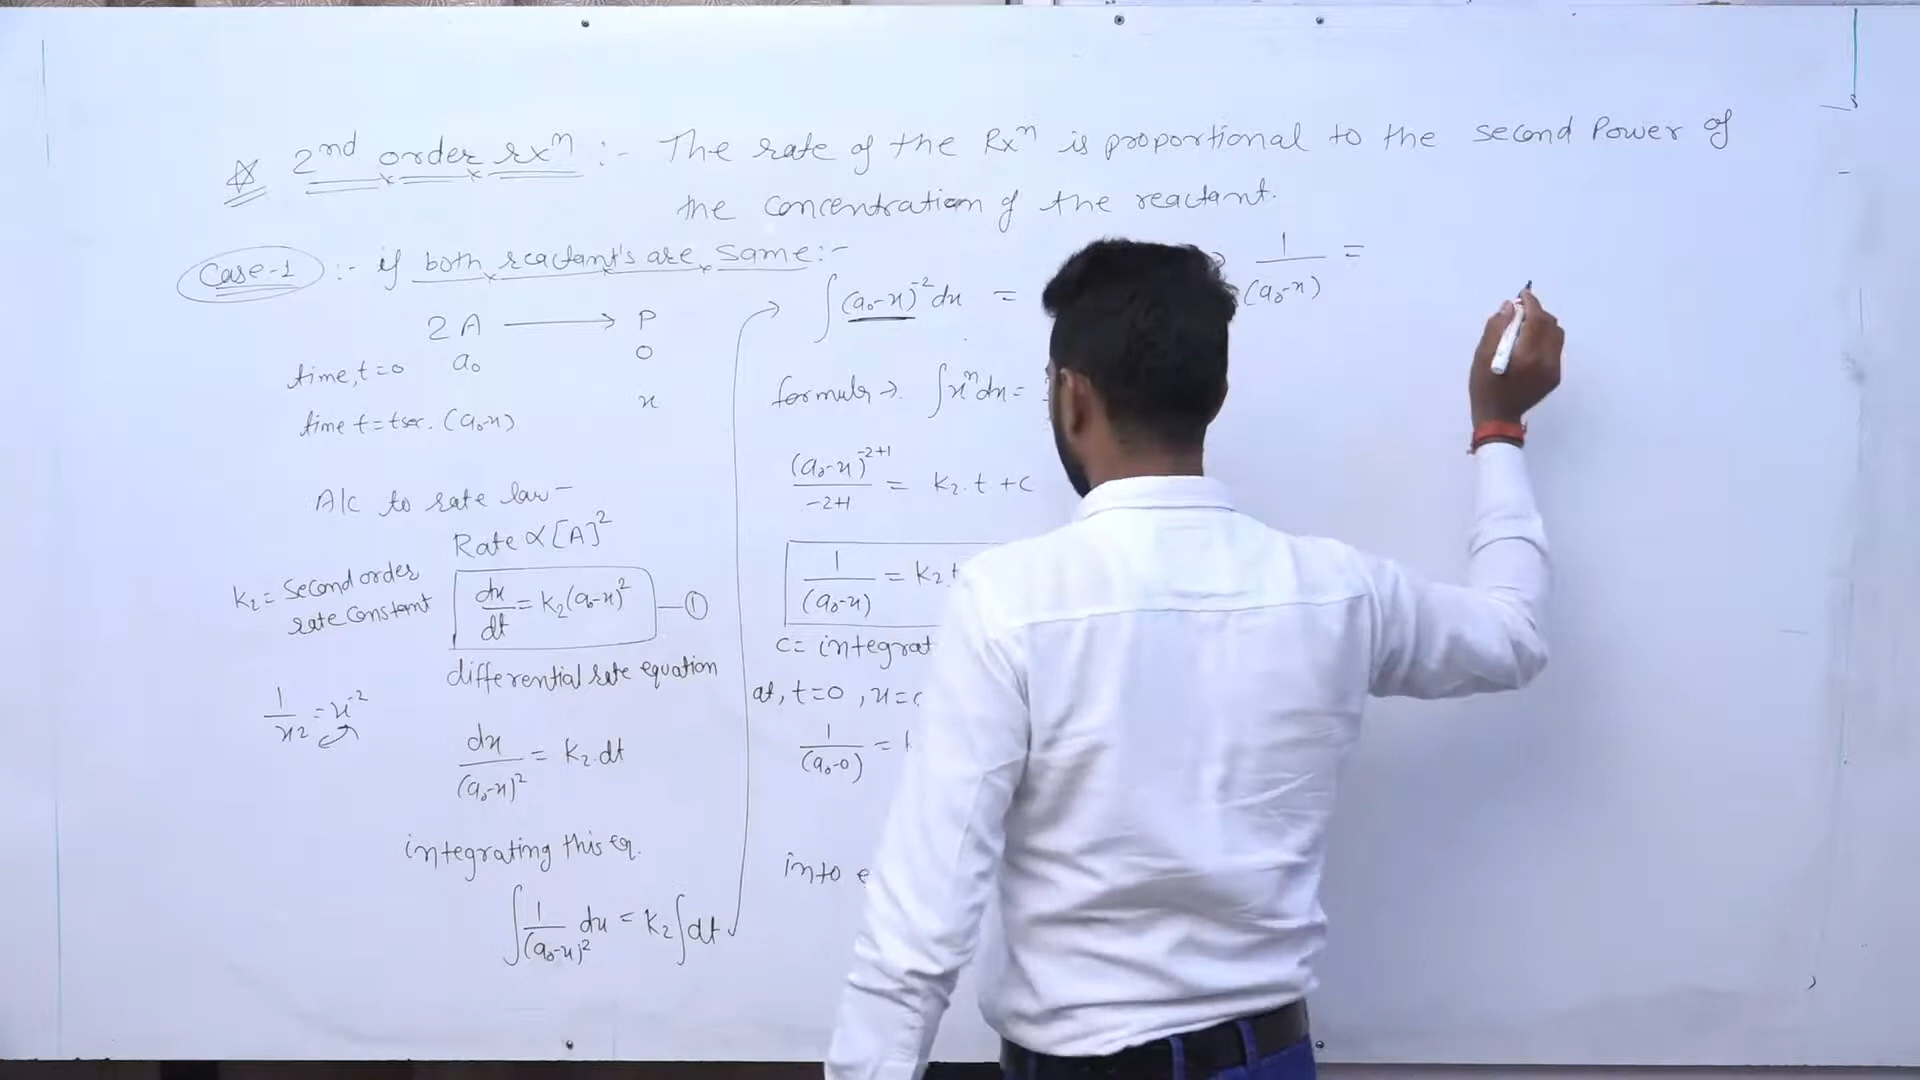 ☆ 2nd order rxn :- The rate of the Rxn is proportional to the second Power of
the concentration of the reactant.
Case-1 :- if both reactant's are same:-
2A ⟶ P
time, t=0 a₀ 0
time t=tsec. (a₀-x) x
A/c to rate law-
Rate ∝ [A]²
K₂= Second order
rate constant
dx/dt = K₂(a₀-x)² —①
differential rate equation
1/x2 = x⁻²
dx/(a₀-x)² = K₂.dt
integrating this eq.
∫1/(a₀-x)² dx = K₂∫dt
→ ∫(a₀-x)⁻²dx =
formula →. ∫xⁿdx =
(a₀-x)⁻²⁺¹/-2+1 = K₂.t +c
1/(a₀-x) = K₂.t
c= integrat
at, t=0, x=
1/(a₀-0) =
into
1/(a₀-x) =